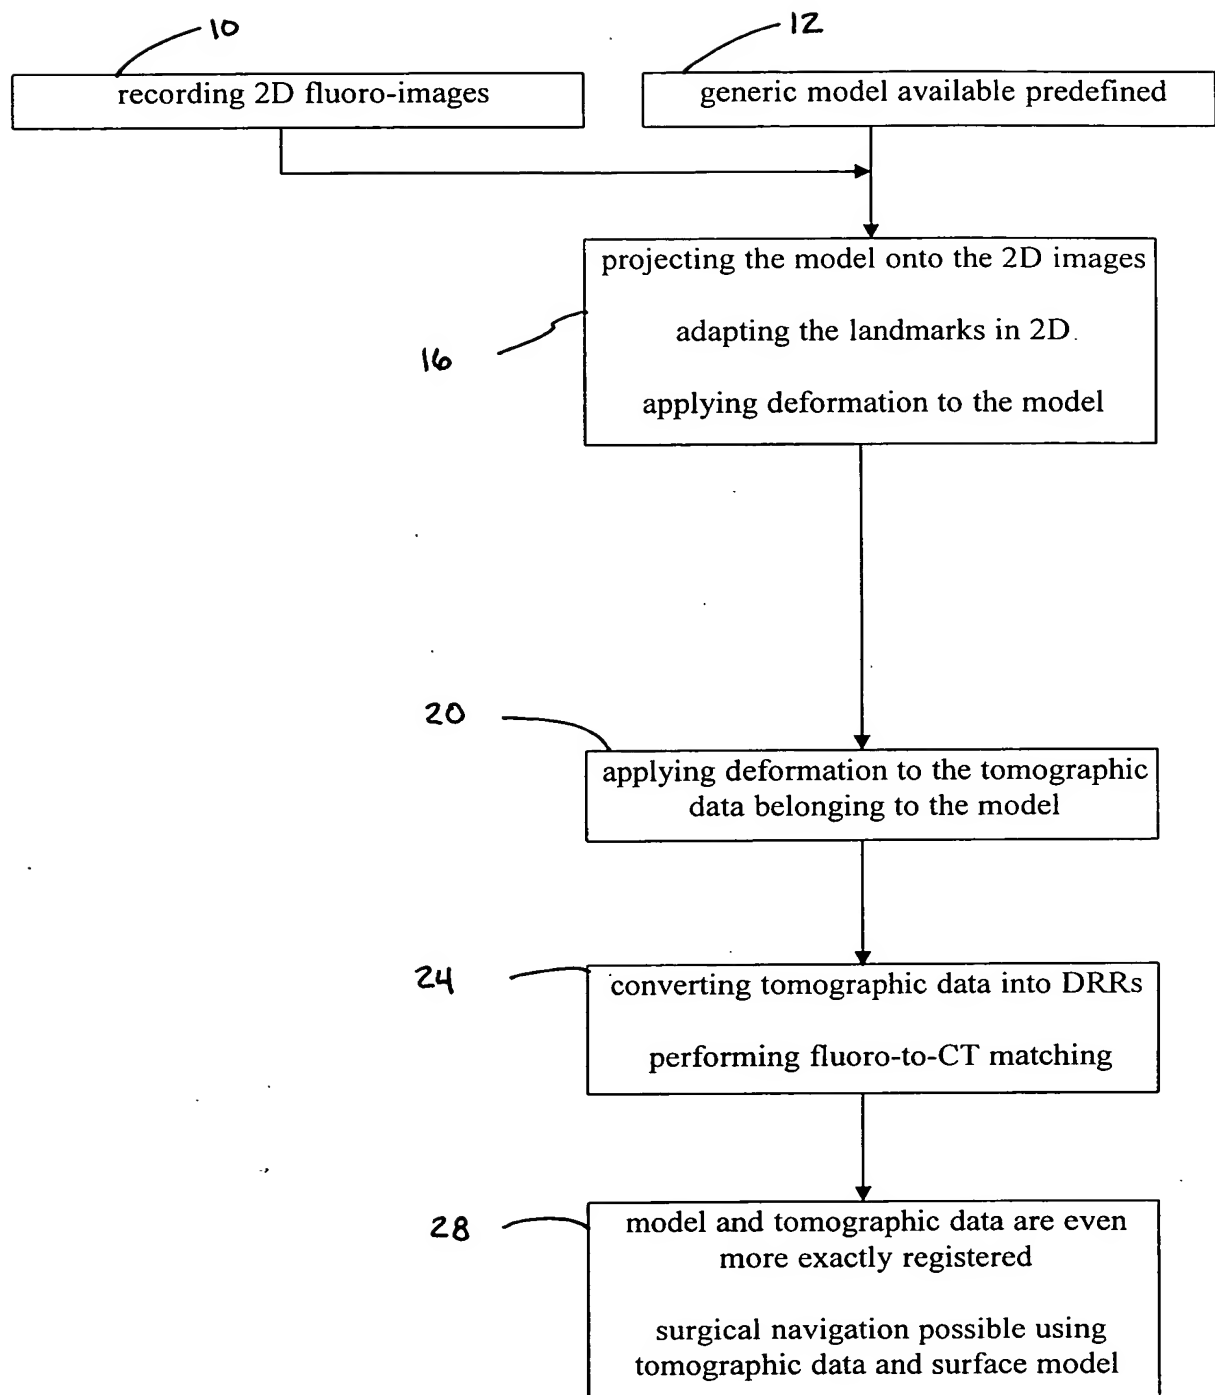 10
12
recording 2D fluoro-images
generic model available predefined
projecting the model onto the 2D images
adapting the landmarks in 2D.
applying deformation to the model
16
20
applying deformation to the tomographic
data belonging to the model
24
converting tomographic data into DRRs
performing fluoro-to-CT matching
28
model and tomographic data are even
more exactly registered
surgical navigation possible using
tomographic data and surface model